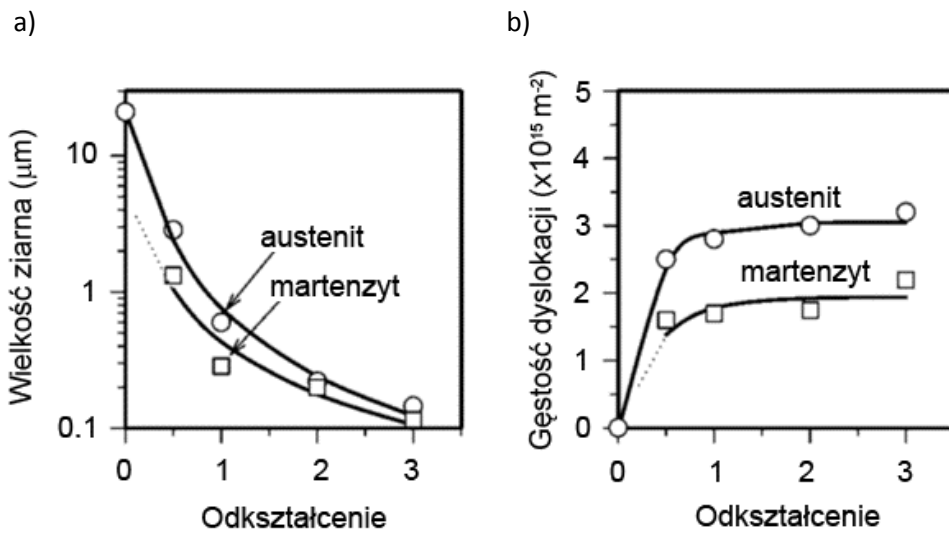 a)
Wielkość ziarna (μm)
10
1
0.1
austenit
martenzyt
0 1 2 3
Odkształcenie
b)
Gęstość dyslokacji (x10¹⁵ m⁻²)
5
4
3
2
1
0
austenit
martenzyt
0 1 2 3
Odkształcenie